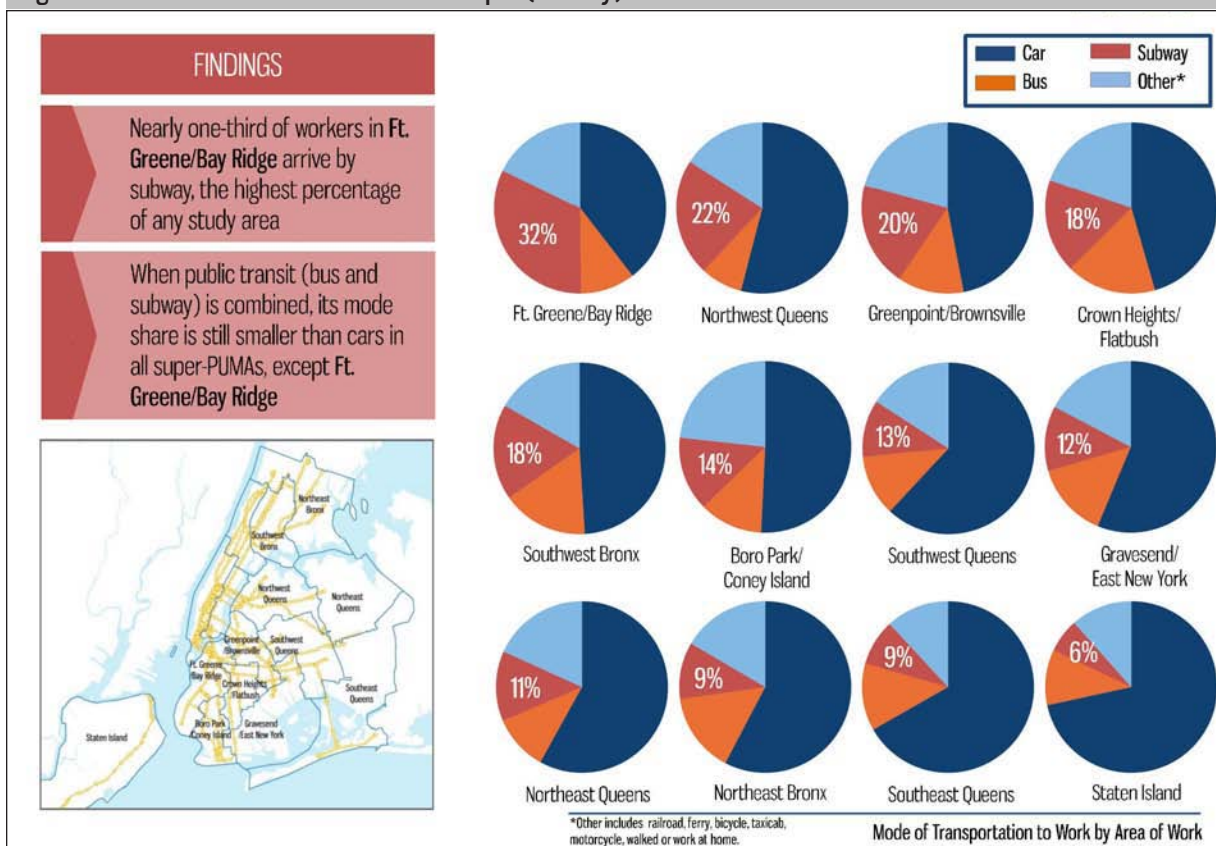 FINDINGS
Nearly one-third of workers in Ft.
Greene/Bay Ridge arrive by
subway, the highest percentage
of any study area
When public transit (bus and
subway) is combined, its mode
share is still smaller than cars in
all super-PUMAs, except Ft.
Greene/Bay Ridge
Car
Subway
Bus
Other*
32%
22%
20%
18%
Ft. Greene/Bay Ridge
Northwest Queens
Greenpoint/Brownsville
Crown Heights/
Flatbush
18%
14%
13%
12%
Southwest Bronx
Boro Park/
Coney Island
Southwest Queens
Gravesend/
East New York
11%
9%
9%
6%
Northeast Queens
Northeast Bronx
Southeast Queens
Staten Island
Northeast
Bronx
Southwest
Bronx
Northwest
Queens
Northeast
Queens
Greenpoint
/Brownsville
Southwest
Queens
Ft. Greene
/Bay Ridge
Crown Heights
/Flatbush
Southeast
Queens
Boro Park
/Coney Island
Gravesend
/East New York
Staten Island
*Other includes railroad, ferry, bicycle, taxicab,
motorcycle, walked or work at home.
Mode of Transportation to Work by Area of Work